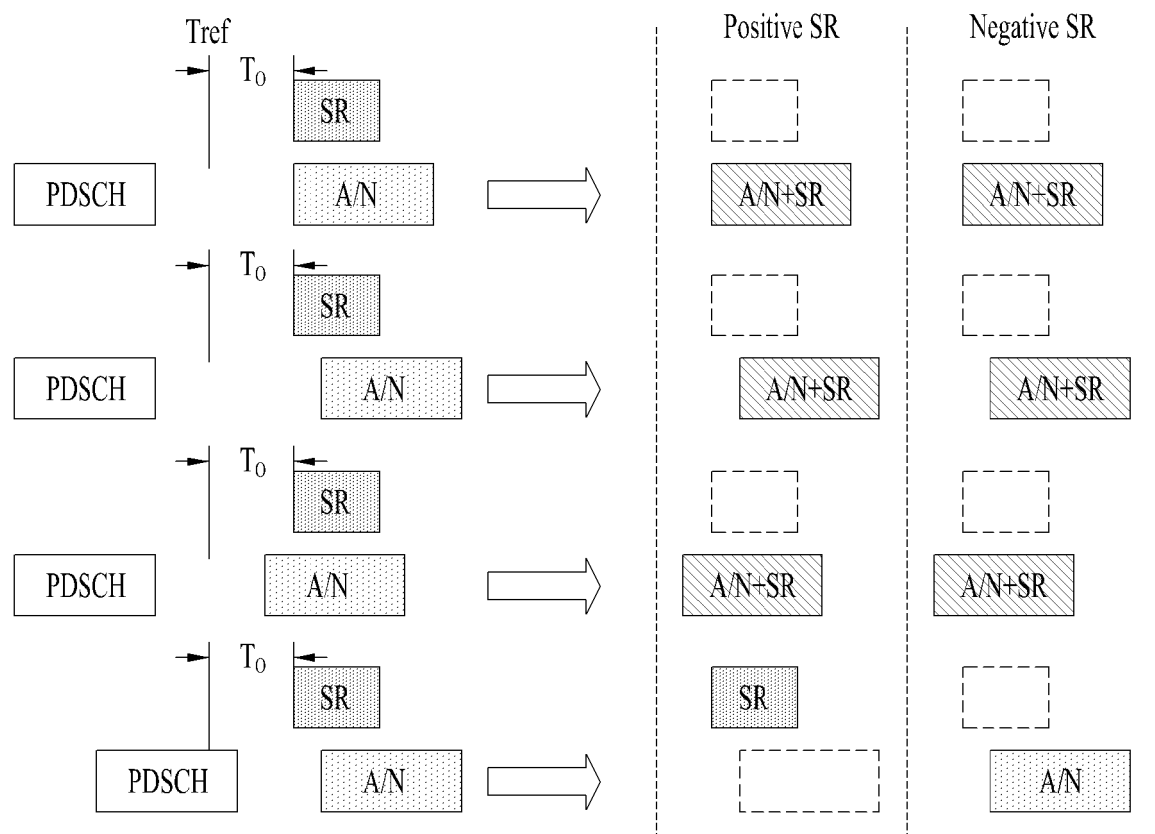 Tref Positive SR Negative SR
T0
SR
PDSCH A/N A/N+SR A/N+SR
T0
SR
PDSCH A/N A/N+SR A/N+SR
T0
SR
PDSCH A/N A/N+SR A/N+SR
T0
SR SR
PDSCH A/N A/N